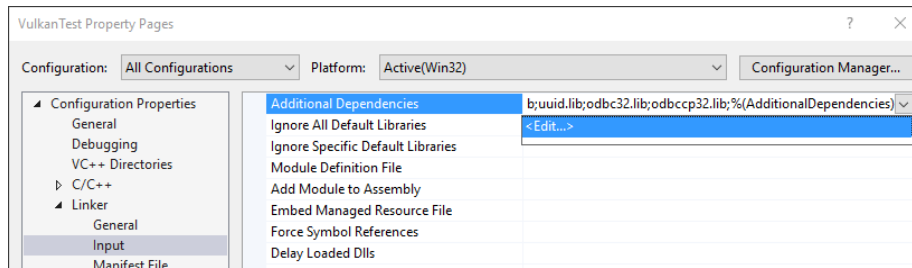 VulkanTest Property Pages ? ×
Configuration: All Configurations Platform: Active(Win32) Configuration Manager...
Configuration Properties
General
Debugging
VC++ Directories
C/C++
Linker
General
Input
Manifest File
Additional Dependencies b;uuid.lib;odbc32.lib;odbccp32.lib;%(AdditionalDependencies)
Ignore All Default Libraries <Edit...>
Ignore Specific Default Libraries
Module Definition File
Add Module to Assembly
Embed Managed Resource File
Force Symbol References
Delay Loaded Dlls